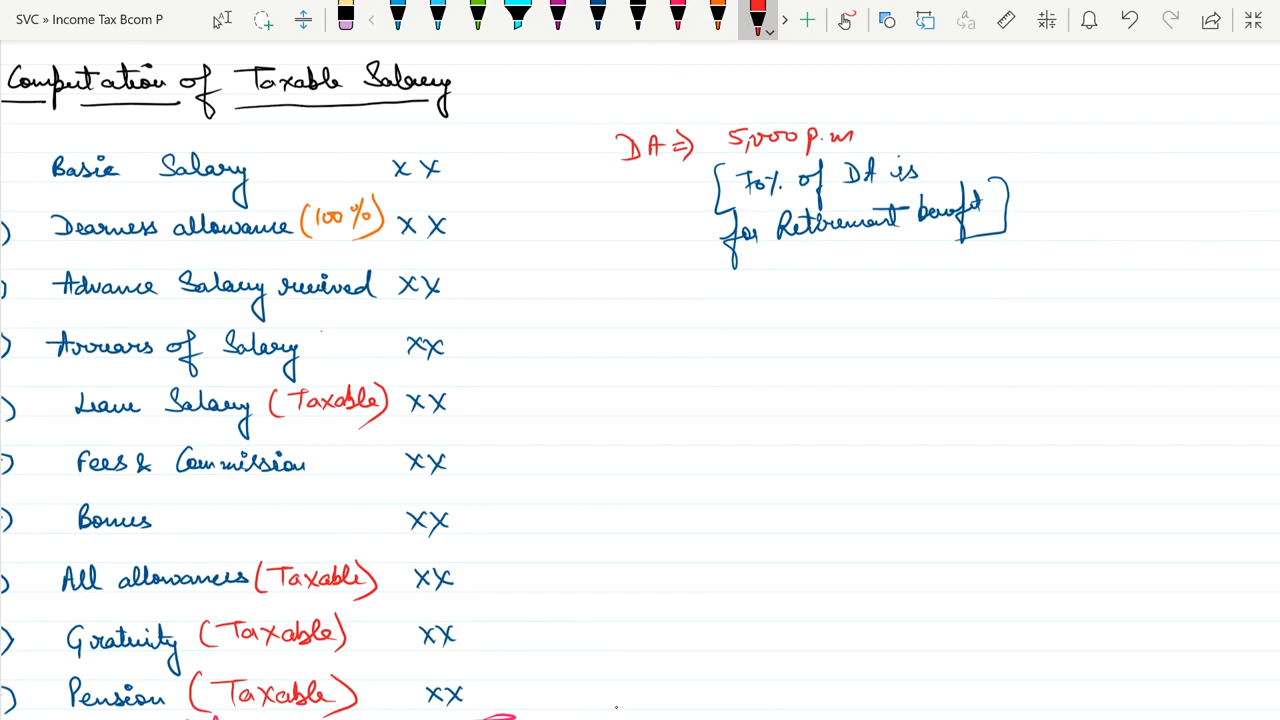 SVC » Income Tax Bcom P
Computation of Taxable Salary
Basic Salary XX
) Dearness allowance (100%) XX
) Advance Salary received XX
) Arrears of Salary XX
) Leave Salary (Taxable) XX
) Fees & Commission XX
) Bonus XX
) All allowances (Taxable) XX
) Gratuity (Taxable) XX
) Pension (Taxable) XX
DA ⇒ 5,000 p.m
[70% of DA is
for Retirement benefit]